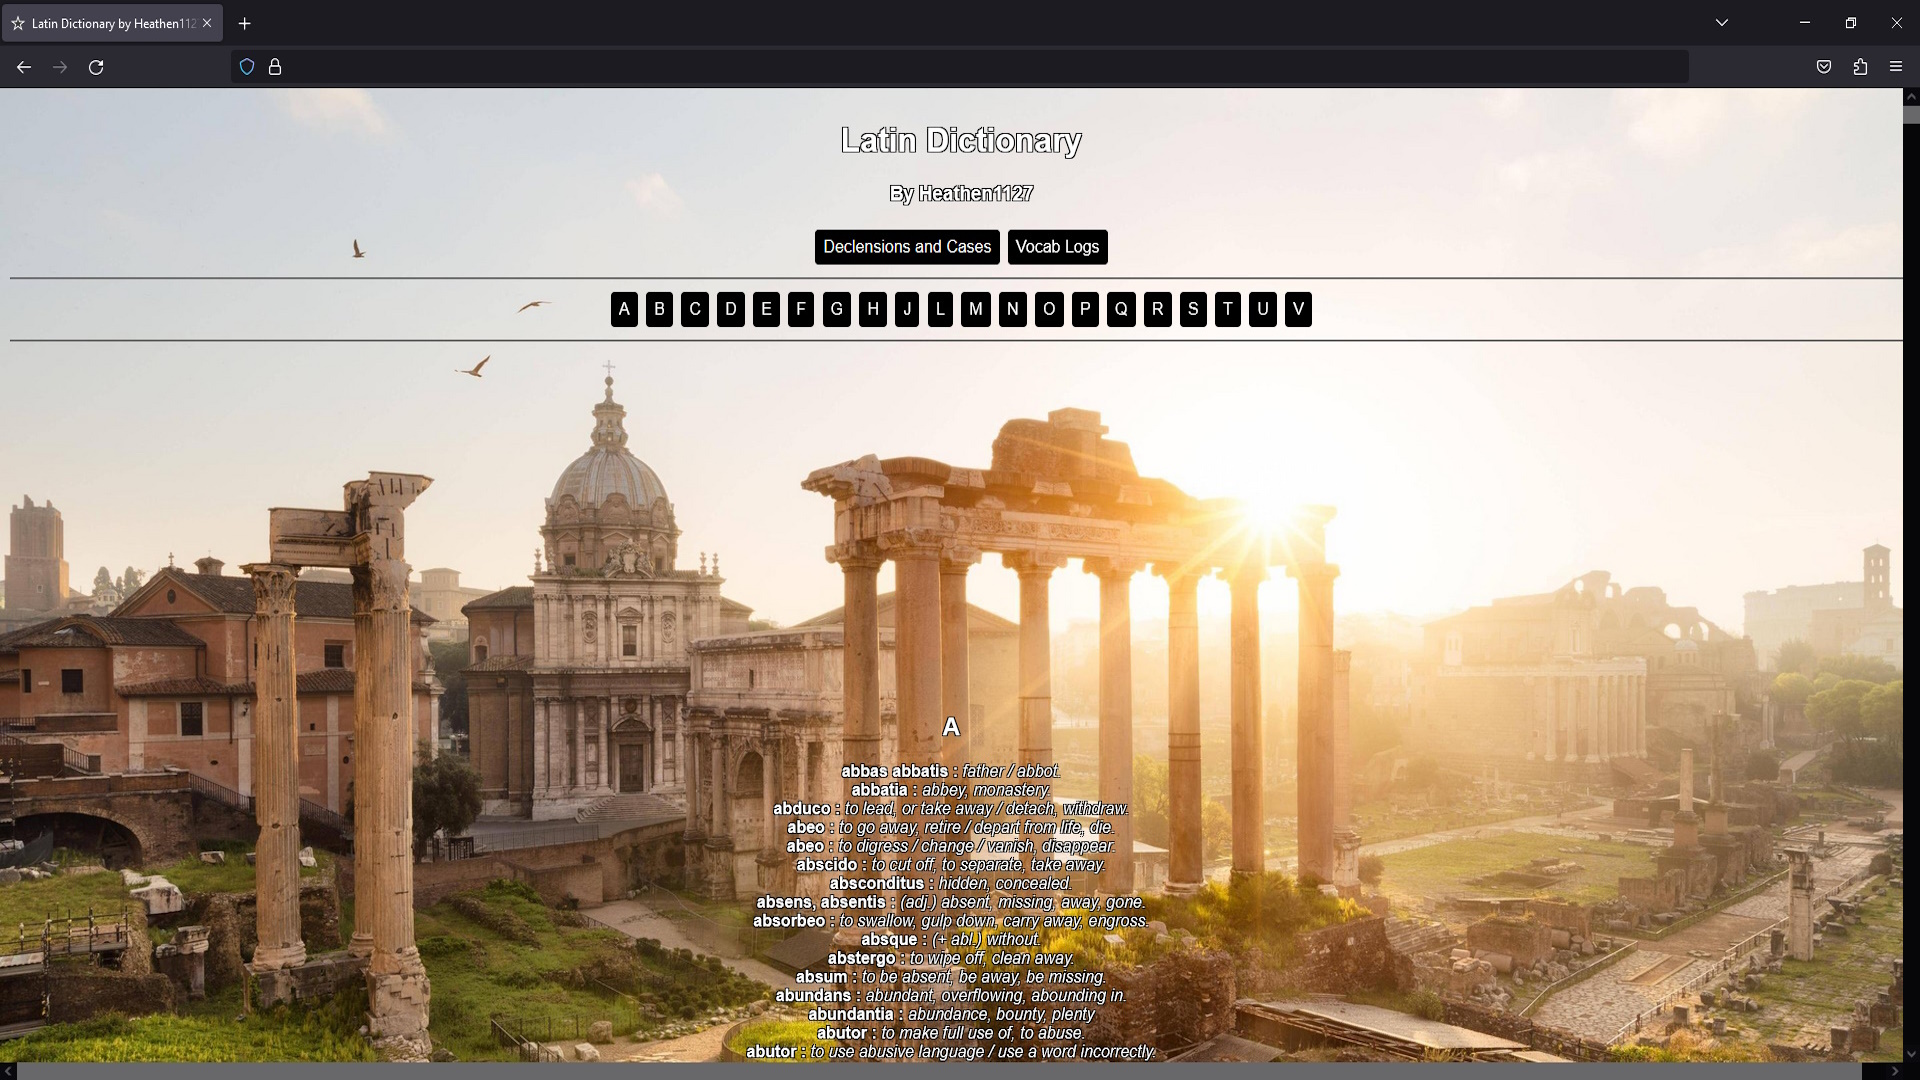 Latin Dictionary by Heathen112
Latin Dictionary
By Heathen1127
Declensions and Cases Vocab Logs
A B C D E F G H J L M N O P Q R S T U V
A
abbas abbatis : father / abbot.
abbatia : abbey, monastery.
abduco : to lead, or take away / detach, withdraw.
abeo : to go away, retire / depart from life, die.
abeo : to digress / change / vanish, disappear.
abscido : to cut off, to separate, take away.
absconditus : hidden, concealed.
absens, absentis : (adj.) absent, missing, away, gone.
absorbeo : to swallow, gulp down, carry away, engross.
absque : (+ abl.) without.
abstergo : to wipe off, clean away.
absum : to be absent, be away, be missing.
abundans : abundant, overflowing, abounding in.
abundantia : abundance, bounty, plenty
abutor : to make full use of, to abuse.
abutor : to use abusive language / use a word incorrectly.